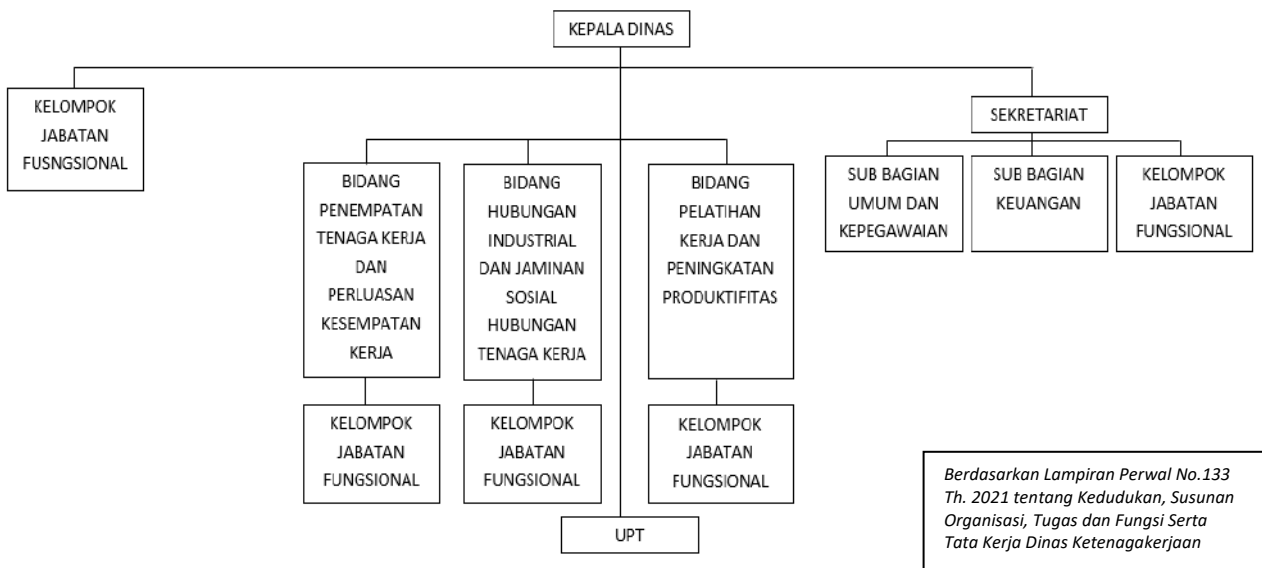 KEPALA DINAS
KELOMPOK
JABATAN
FUSNGSIONAL
SEKRETARIAT
SUB BAGIAN
UMUM DAN
KEPEGAWAIAN
SUB BAGIAN
KEUANGAN
KELOMPOK
JABATAN
FUNGSIONAL
BIDANG
PENEMPATAN
TENAGA KERJA
DAN
PERLUASAN
KESEMPATAN
KERJA
BIDANG
HUBUNGAN
INDUSTRIAL
DAN JAMINAN
SOSIAL
HUBUNGAN
TENAGA KERJA
BIDANG
PELATIHAN
KERJA DAN
PENINGKATAN
PRODUKTIFITAS
KELOMPOK
JABATAN
FUNGSIONAL
KELOMPOK
JABATAN
FUNGSIONAL
KELOMPOK
JABATAN
FUNGSIONAL
UPT
Berdasarkan Lampiran Perwal No.133
Th. 2021 tentang Kedudukan, Susunan
Organisasi, Tugas dan Fungsi Serta
Tata Kerja Dinas Ketenagakerjaan